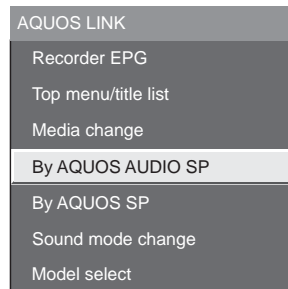 AQUOS LINK
Recorder EPG
Top menu/title list
Media change
By AQUOS AUDIO SP
By AQUOS SP
Sound mode change
Model select